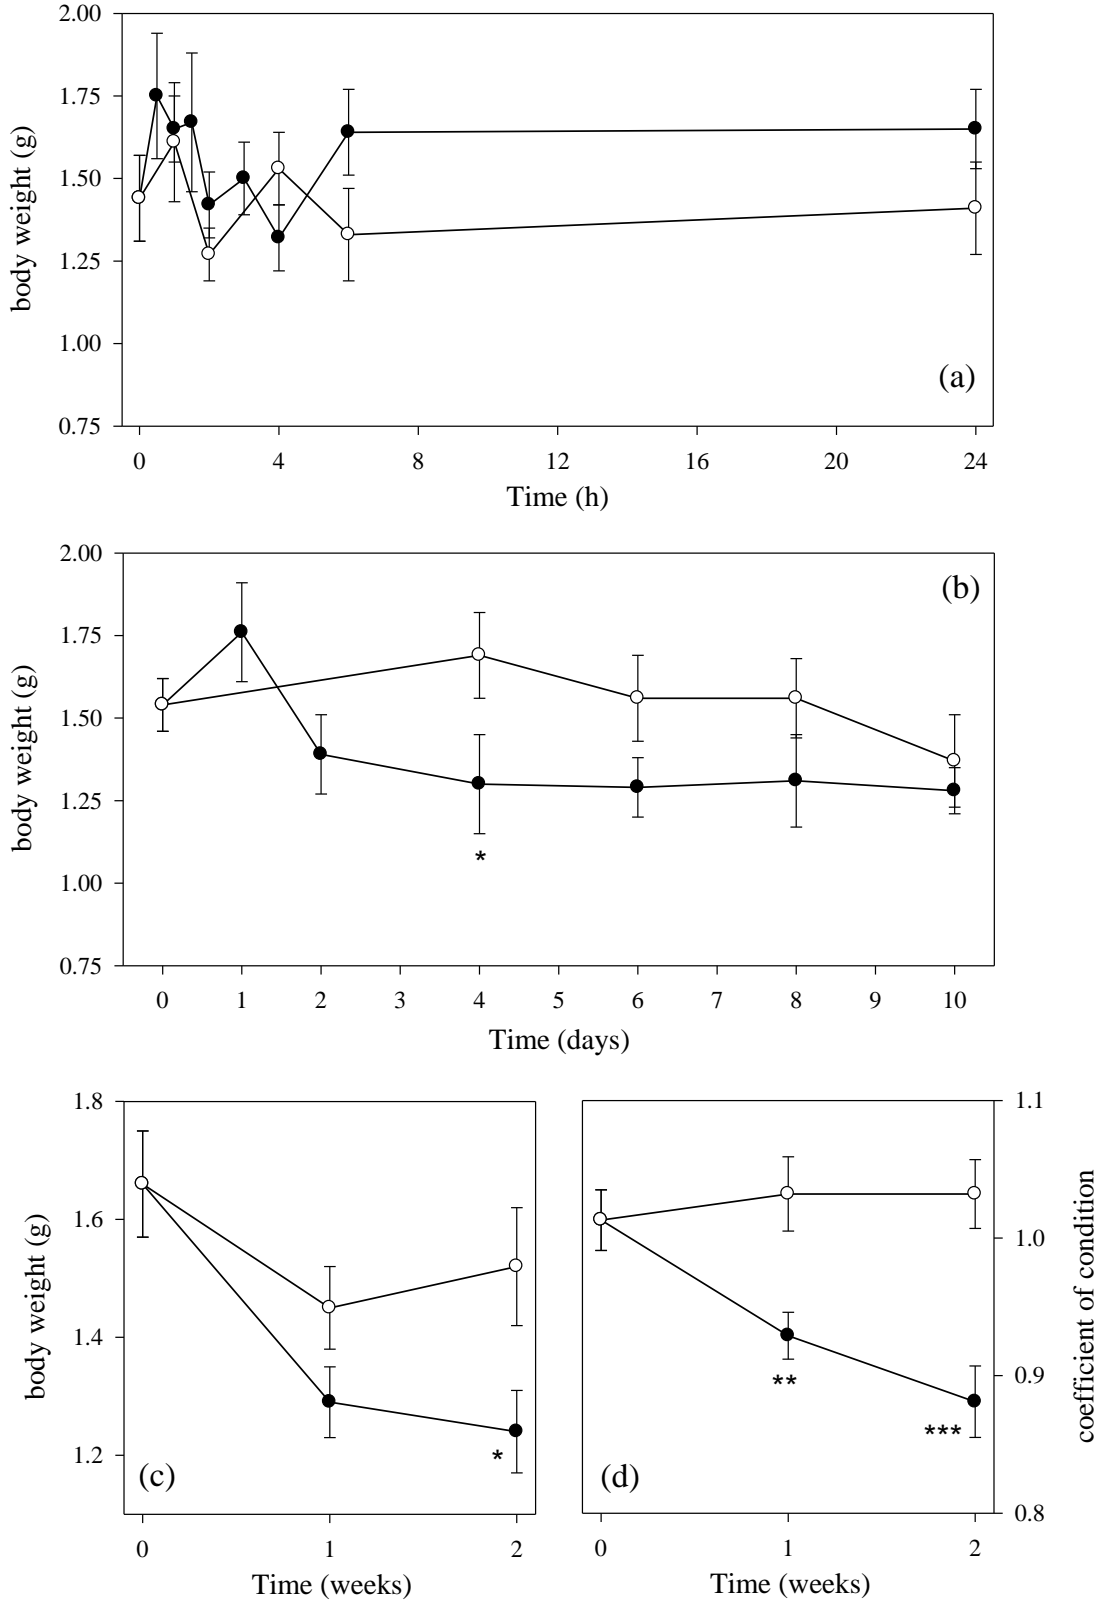 2.00
1.75
1.50
1.25
1.00
0.75
body weight (g)
(a)
0 4 8 12 16 20 24
Time (h)
2.00
1.75
1.50
1.25
1.00
0.75
body weight (g)
(b)
*
0 1 2 3 4 6 7 8 9 10
Time (days)
1.8
1.6
1.4
1.2
body weight (g)
*
(c)
0 1 2
Time (weeks)
1.1
1.0
0.9
0.8
coefficient of condition
**
***
(d)
0 1 2
Time (weeks)